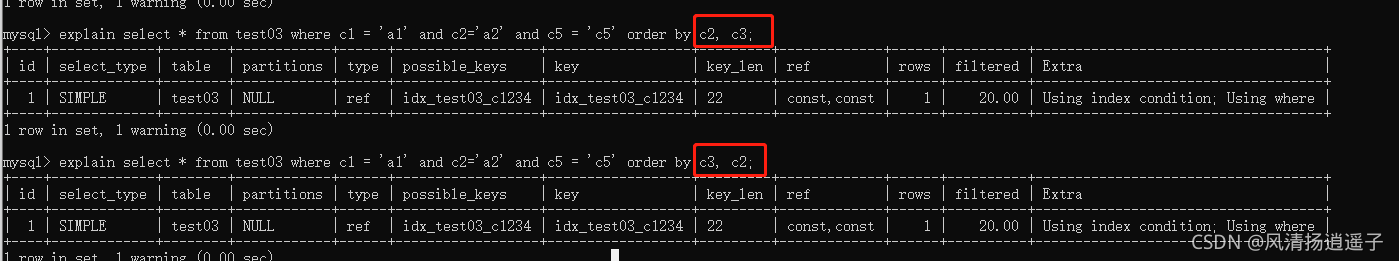 1 row in set, 1 warning (0.00 sec)
mysql> explain select * from test03 where c1 = 'a1' and c2='a2' and c5 = 'c5' order by c2, c3;
| id | select_type | table | partitions | type | possible_keys | key | key_len | ref | rows | filtered | Extra |
| 1 | SIMPLE | test03 | NULL | ref | idx_test03_c1234 | idx_test03_c1234 | 22 | const,const | 1 | 20.00 | Using index condition; Using where |
1 row in set, 1 warning (0.00 sec)
mysql> explain select * from test03 where c1 = 'a1' and c2='a2' and c5 = 'c5' order by c3, c2;
| id | select_type | table | partitions | type | possible_keys | key | key_len | ref | rows | filtered | Extra |
| 1 | SIMPLE | test03 | NULL | ref | idx_test03_c1234 | idx_test03_c1234 | 22 | const,const | 1 | 20.00 | Using index condition; Using where |
1 row in set, 1 warning (0.00 sec)
CSDN @风清扬逍遥子